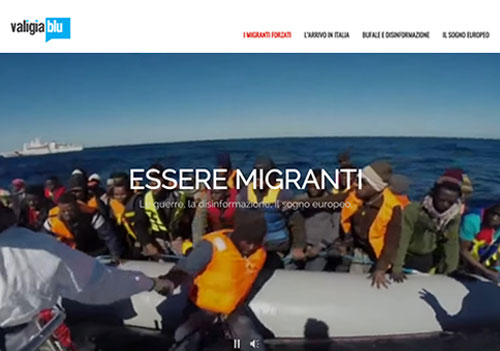 valigia blu
I MIGRANTI FORZATI L'ARRIVO IN ITALIA BUFALE E DISINFORMAZIONE IL SOGNO EUROPEO
ESSERE MIGRANTI
Le guerre, la disinformazione, il sogno europeo.